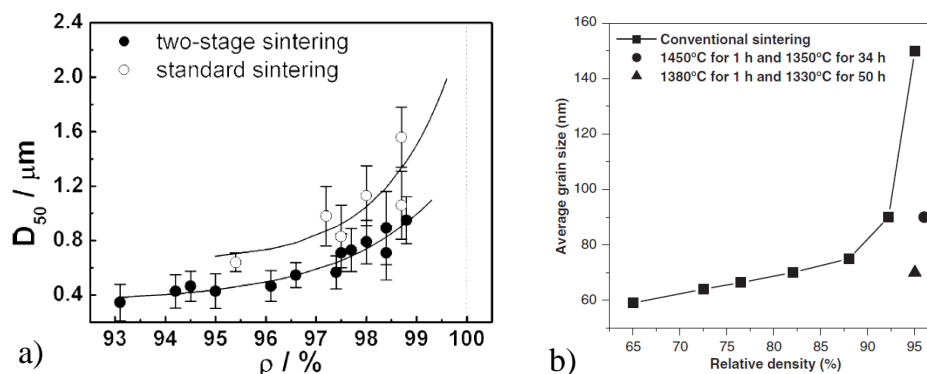 a)
2.4
2.0
1.6
1.2
0.8
0.4
D50 / μm
two-stage sintering
standard sintering
93 94 95 96 97 98 99 100
ρ / %
b)
160
140
120
100
80
60
Average grain size (nm)
Conventional sintering
1450°C for 1 h and 1350°C for 34 h
1380°C for 1 h and 1330°C for 50 h
65 70 75 80 85 90 95
Relative density (%)